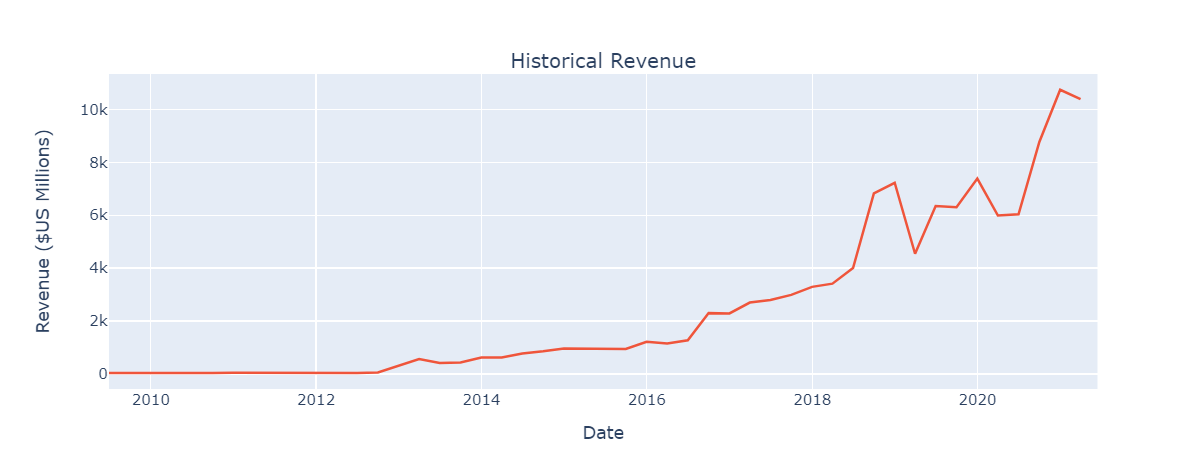 Historical Revenue
10k
8k
6k
4k
2k
0
Revenue ($US Millions)
2010 2012 2014 2016 2018 2020
Date